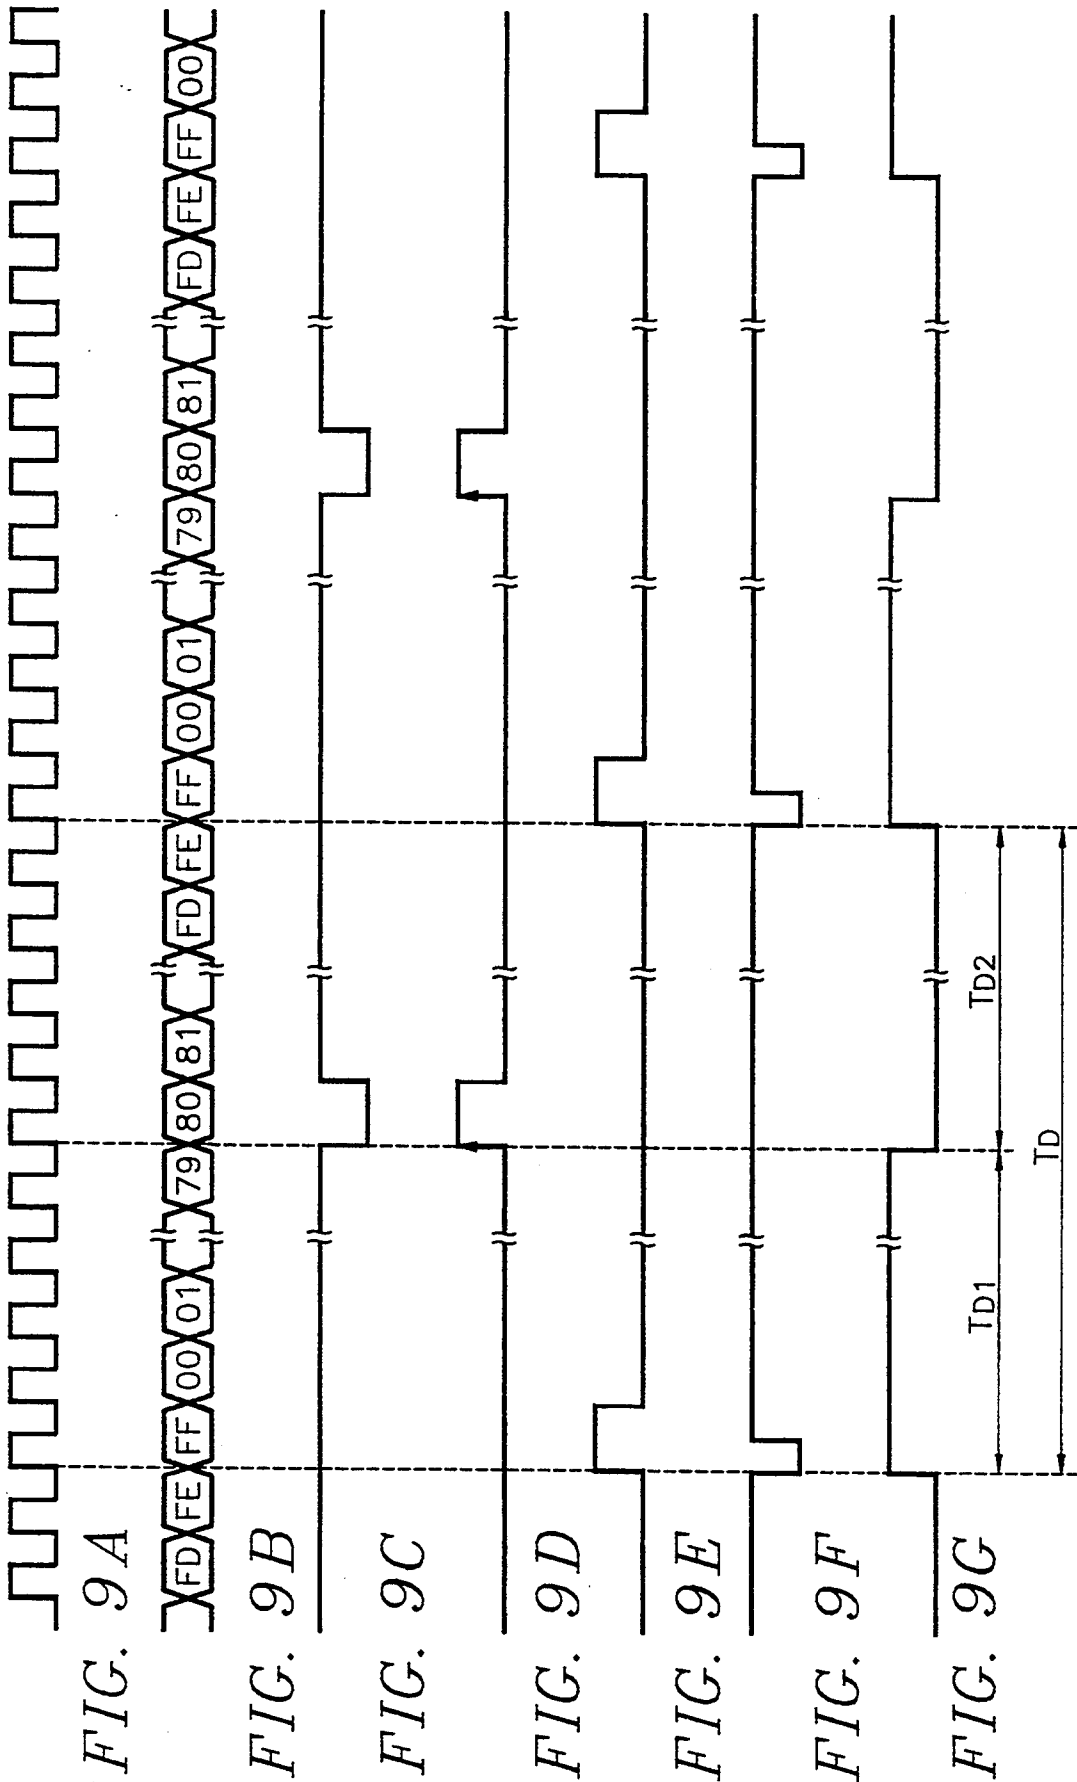 FIG. 9A
FD FE FF 00 01 79 80 81 FD FE FF 00 01 79 80 81 FD FE FF 00
FIG. 9B
FIG. 9C
FIG. 9D
FIG. 9E
FIG. 9F
FIG. 9G
TD1 TD2
TD